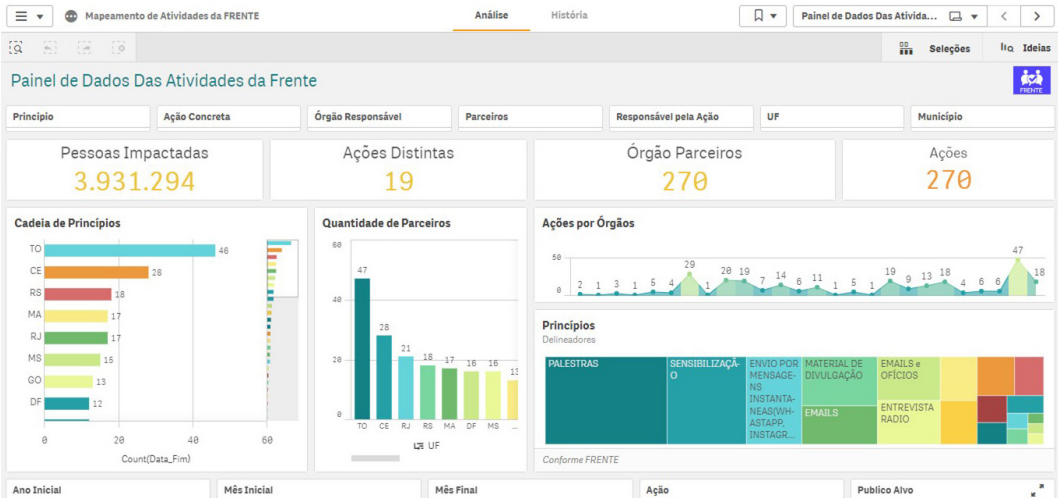 Mapeamento de Atividades da FRENTE
Análise
História
Painel de Dados Das Ativida...
Seleções
Ideias
Painel de Dados Das Atividades da Frente
FRENTE
Principio
Ação Concreta
Órgão Responsável
Parceiros
Responsável pela Ação
UF
Município
Pessoas Impactadas
3.931.294
Ações Distintas
19
Órgão Parceiros
270
Ações
270
Cadeia de Princípios
TO
46
CE
28
RS
18
MA
17
RJ
17
MS
15
GO
13
DF
12
0 20 40 60
Count(Data_Fim)
Quantidade de Parceiros
60
40
20
0
47 28 21 18 17 16 16 13
TO CE RJ RS MA DF MS ...
UF
Ações por Órgãos
50
0
2 1 3 1 5 4 29 1 20 19 7 14 6 11 1 5 1 19 9 13 18 4 6 6 47 18
Princípios
Delineadores
PALESTRAS
SENSIBILIZAÇÃ
O
ENVIO POR
MENSAGE-
NS
INSTANTA-
NEAS(WH-
ASTAPP,
INSTAGR...
MATERIAL DE
DIVULGAÇÃO
EMAILS
EMAILS e
OFÍCIOS
ENTREVISTA
RADIO
Conforme FRENTE
Ano Inicial
Mês Inicial
Mês Final
Ação
Publico Alvo